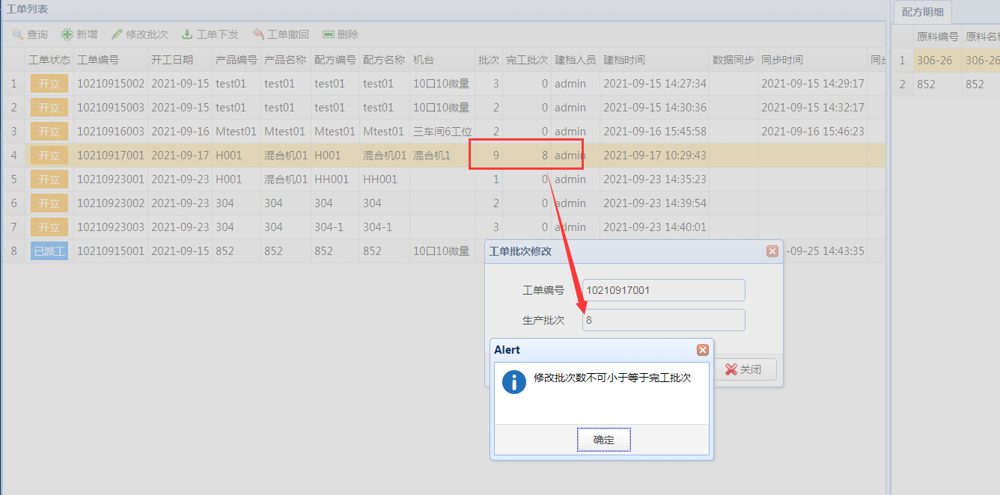 工单列表
配方明细
查询 新增 修改批次 工单下发 工单撤回 删除
工单状态 工单编号 开工日期 产品编号 产品名称 配方编号 配方名称 机台 批次 完工批次 建档人员 建档时间 数据同步 同步时间 同步
原料编号 原料名称
1 开立 10210915002 2021-09-15 test01 test01 test01 test01 10口10微量 3 0 admin 2021-09-15 14:27:34 2021-09-15 14:29:17
1 306-26 306-26
2 开立 10210915003 2021-09-15 test01 test01 test01 test01 10口10微量 2 0 admin 2021-09-15 14:30:36 2021-09-15 14:32:17
2 852 852
3 开立 10210916003 2021-09-16 Mtest01 Mtest01 Mtest01 Mtest01 三车间6工位 2 0 admin 2021-09-16 15:45:58 2021-09-16 15:46:23
4 开立 10210917001 2021-09-17 H001 混合机01 H001 混合机01 混合机1 9 8 admin 2021-09-17 10:29:43
5 开立 10210923001 2021-09-23 H001 混合机01 HH001 HH001 1 0 admin 2021-09-23 14:35:23
6 开立 10210923002 2021-09-23 304 304 304 304 2 0 admin 2021-09-23 14:39:54
7 开立 10210923003 2021-09-23 304 304 304-1 304-1 3 0 admin 2021-09-23 14:40:01
8 已派工 10210915001 2021-09-15 852 852 852 852 10口10微量 -09-25 14:43:35
工单批次修改
工单编号 10210917001
生产批次 8
关闭
Alert
修改批次数不可小于等于完工批次
确定